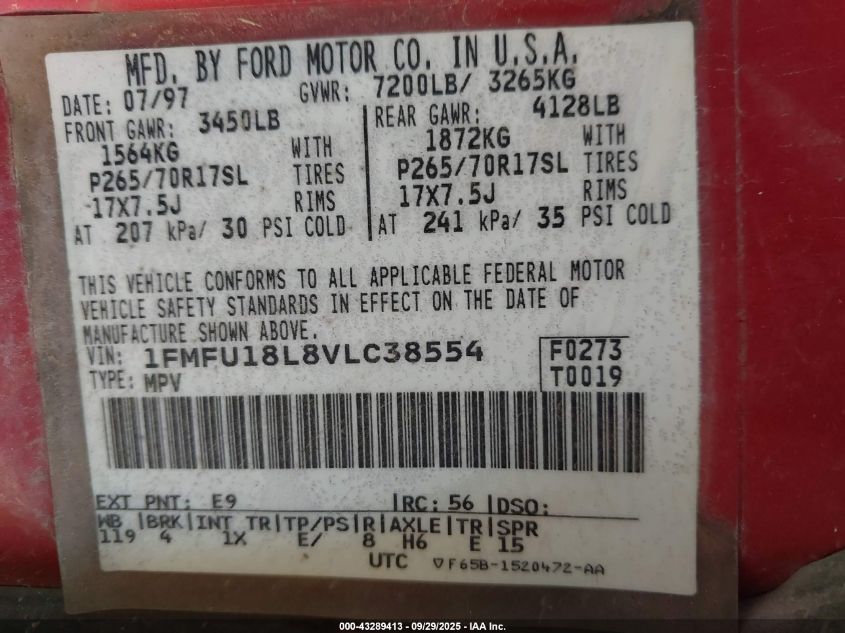 MFD. BY FORD MOTOR CO. IN U.S.A.
DATE: 07/97 GVWR: 7200LB/ 3265KG
FRONT GAWR: 3450LB REAR GAWR: 4128LB
1564KG WITH 1872KG WITH
P265/70R17SL TIRES P265/70R17SL TIRES
17X7.5J RIMS 17X7.5J RIMS
AT 207 kPa/ 30 PSI COLD AT 241 kPa/ 35 PSI COLD
THIS VEHICLE CONFORMS TO ALL APPLICABLE FEDERAL MOTOR
VEHICLE SAFETY STANDARDS IN EFFECT ON THE DATE OF
MANUFACTURE SHOWN ABOVE.
VIN: 1FMFU18L8VLC38554 F0273
TYPE: MPV T0019
EXT PNT: E9 RC: 56 DSO:
WB BRK INT TR TP/PS R AXLE TR SPR
119 4 1X E/ 8 H6 E 15
UTC ▽F65B-1520472-AA
000-43289413 - 09/29/2025 - IAA Inc.